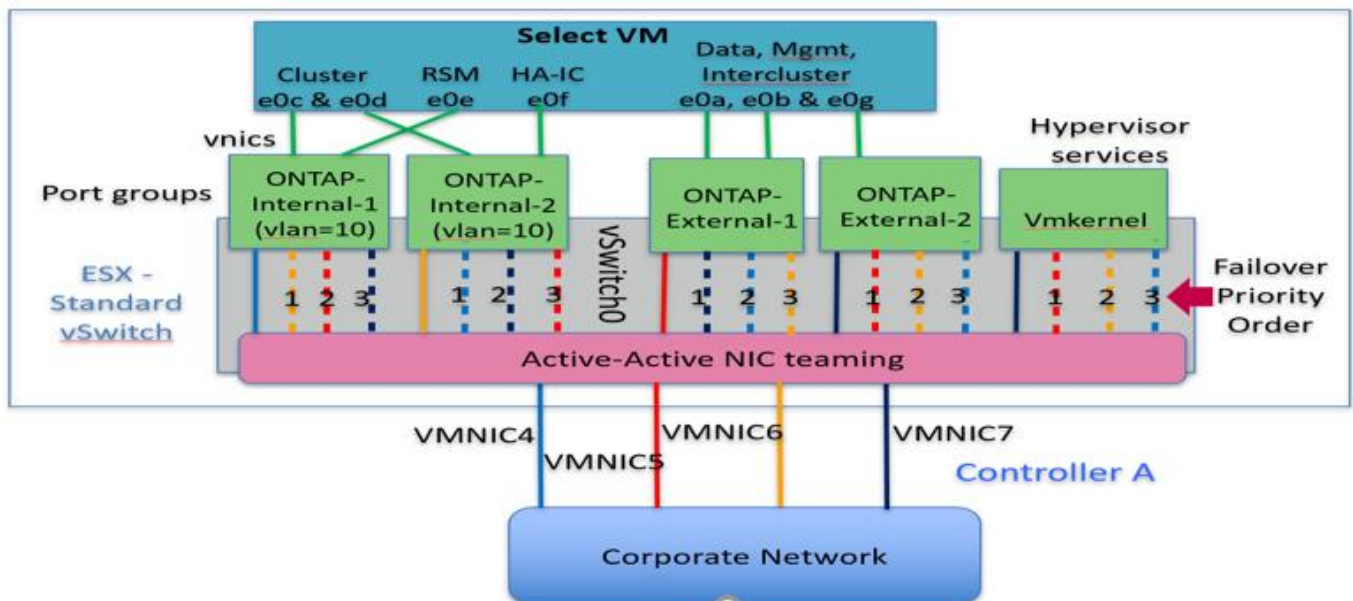 Select VM
Cluster
e0c & e0d
RSM
e0e
HA-IC
e0f
Data, Mgmt,
Intercluster
e0a, e0b & e0g
vnics
Hypervisor
services
Port groups
ONTAP-
Internal-1
(vlan=10)
ONTAP-
Internal-2
(vlan=10)
ONTAP-
External-1
ONTAP-
External-2
Vmkernel
ESX -
Standard
vSwitch
vSwitch0
1 2 3
1 2 3
1 2 3
1 2 3
1 2 3
Failover
Priority
Order
Active-Active NIC teaming
VMNIC4
VMNIC5
VMNIC6
VMNIC7
Controller A
Corporate Network